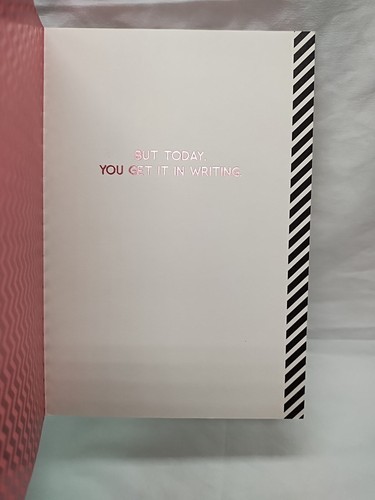 BUT TODAY,
YOU GET IT IN WRITING